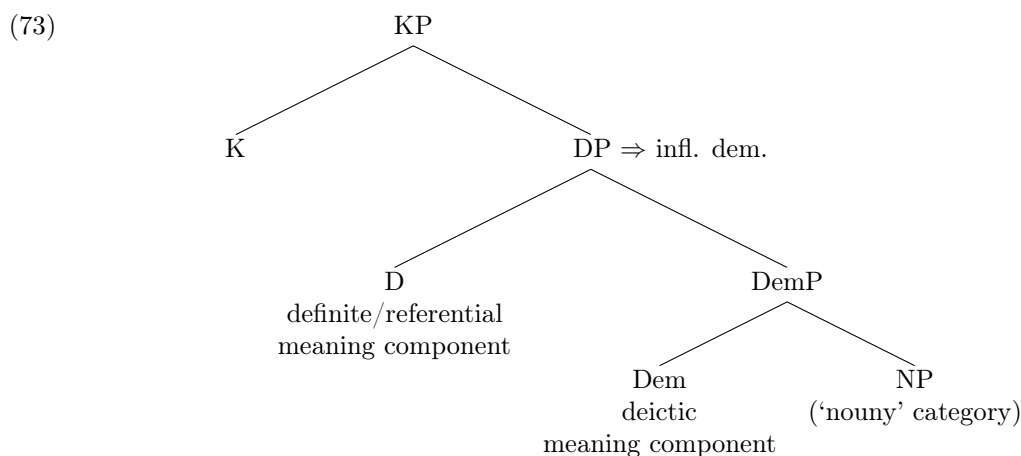 (73)
KP
K
DP ⇒ infl. dem.
D
definite/referential
meaning component
DemP
Dem
deictic
meaning component
NP
(‘nouny’ category)